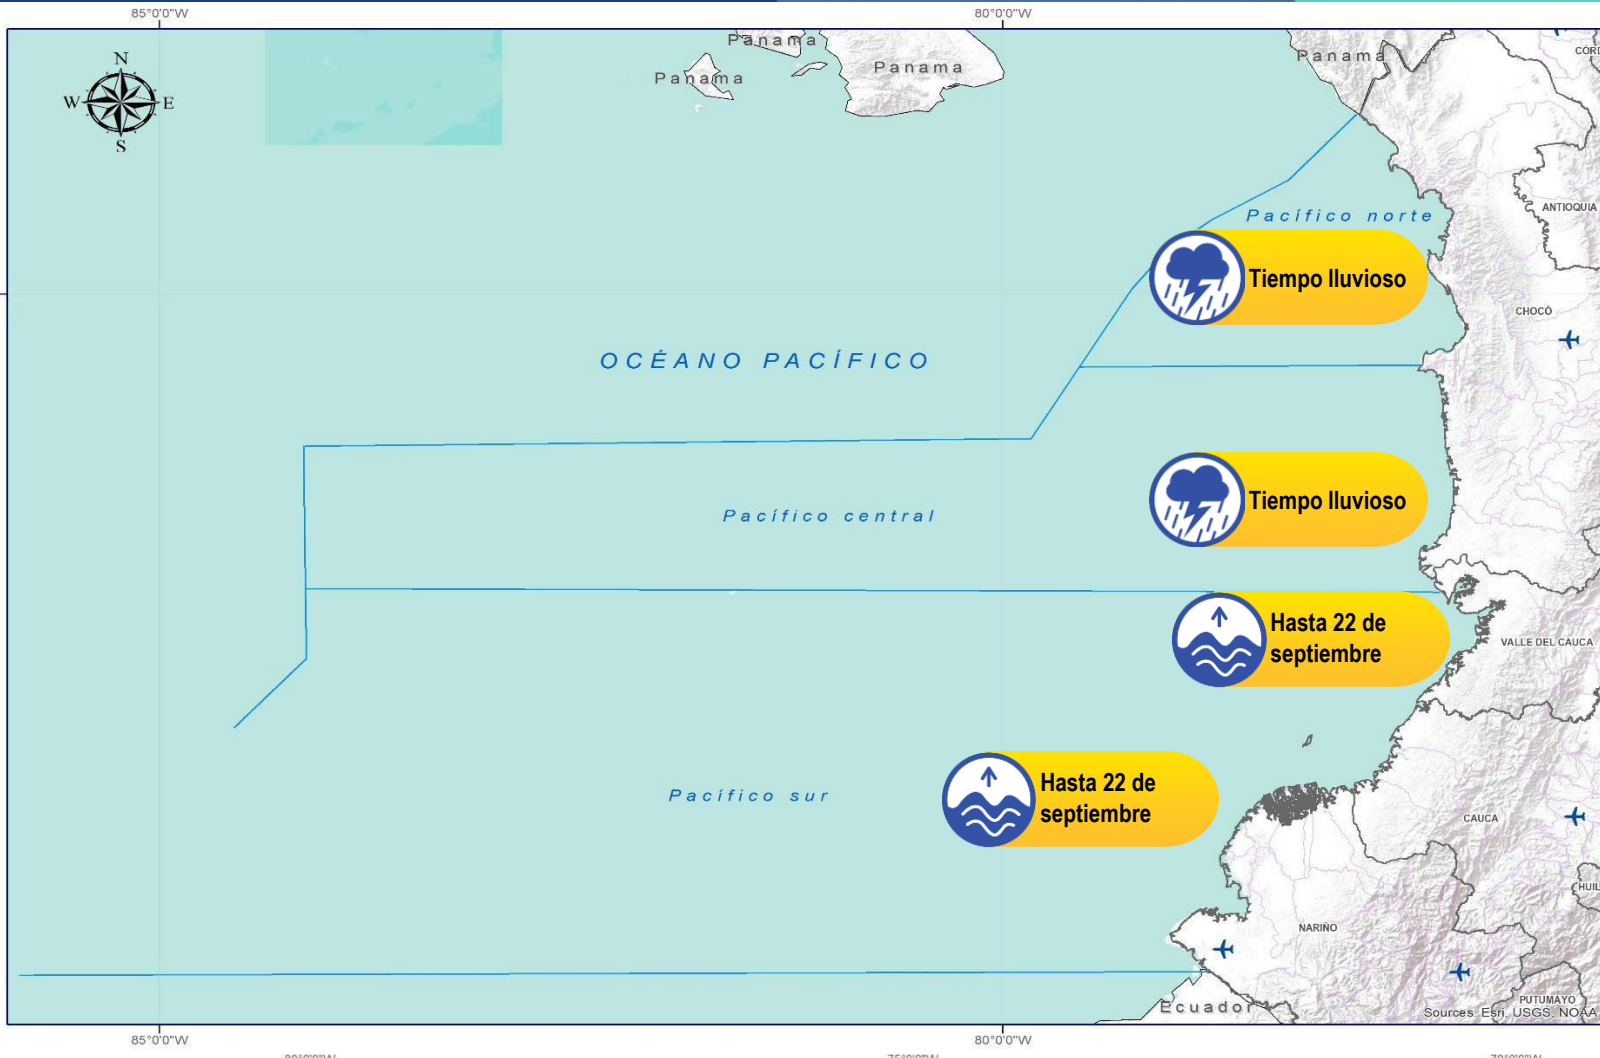 85°0'0"W
80°0'0"W
N
W
E
S
Panama
Panama
Panama
Panama
ANTIOQUIA
Pacífico norte
Tiempo lluvioso
CHOCÓ
OCÉANO PACÍFICO
Tiempo lluvioso
Pacífico central
Hasta 22 de
septiembre
VALLE DEL CAUCA
Hasta 22 de
septiembre
Pacífico sur
CAUCA
NARIÑO
Ecuador
PUTUMAYO
Sources: Esri, USGS, NOAA
85°0'0"W
80°0'0"W